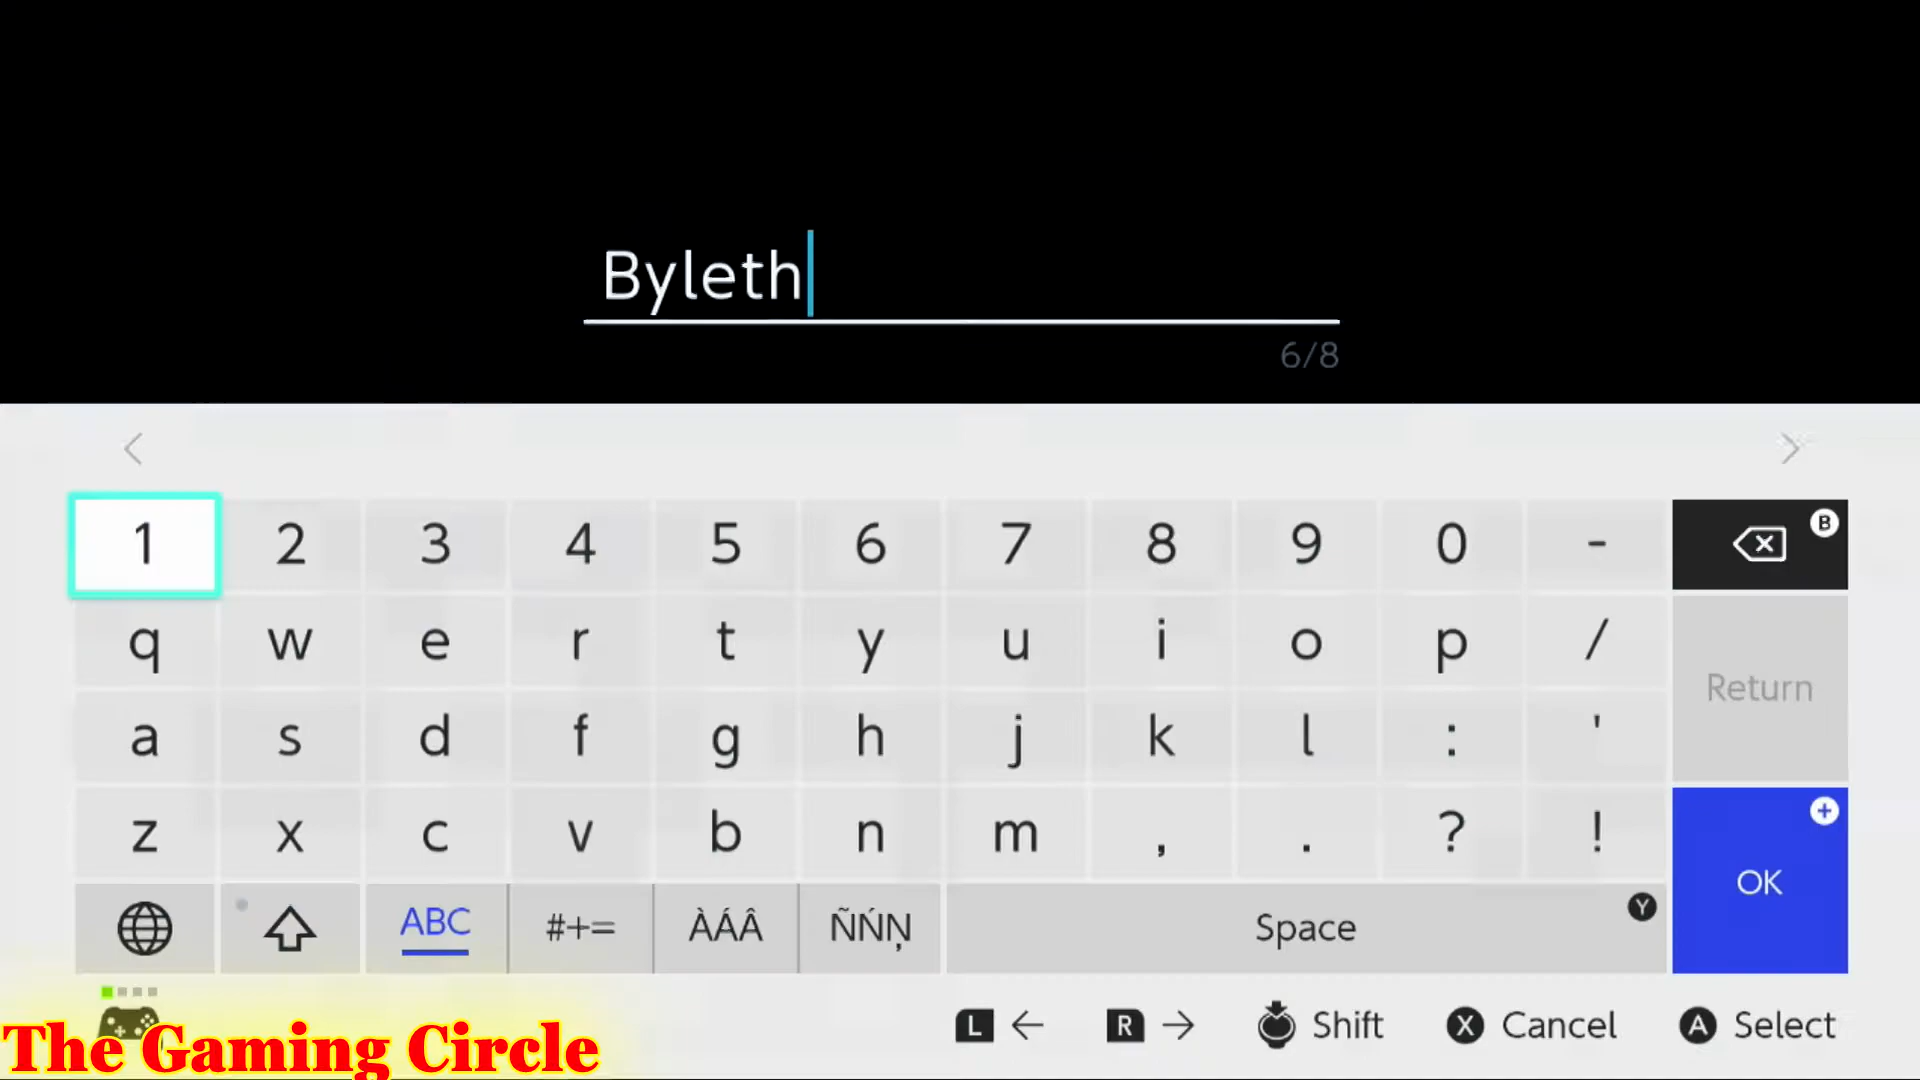 Byleth
6/8
1 2 3 4 5 6 7 8 9 0 - B
q w e r t y u i o p / Return
a s d f g h j k l : '
z x c v b n m , . ? ! + OK
ABC #+= ÀÁÂ ÑŃŅ Space Y
L ← R → Shift X Cancel A Select
The Gaming Circle